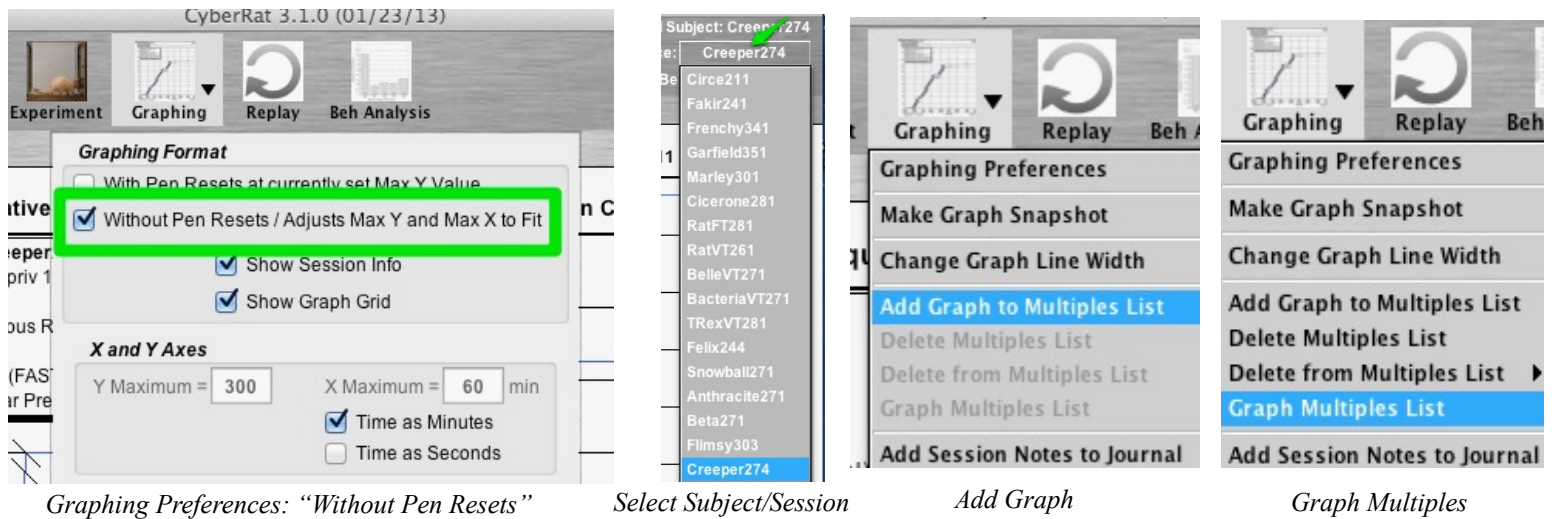 CyberRat 3.1.0 (01/23/13)
Experiment
Graphing
Replay
Beh Analysis
Graphing Format
With Pen Resets at currently set Max Y Value
Without Pen Resets / Adjusts Max Y and Max X to Fit
Show Session Info
Show Graph Grid
X and Y Axes
Y Maximum = 300 X Maximum = 60 min
Time as Minutes
Time as Seconds
Subject: Creeper274
Creeper274
Circe211
Fakir241
Frenchy341
Garfield351
Marley301
Cicerone281
RatFT281
RatVT261
BelleVT271
BacteriaVT271
TRexVT281
Felix244
Snowball271
Anthracite271
Beta271
Flimsy303
Creeper274
Graphing
Replay
Beh
Graphing Preferences
Make Graph Snapshot
Change Graph Line Width
Add Graph to Multiples List
Delete Multiples List
Delete from Multiples List
Graph Multiples List
Add Session Notes to Journal
Graphing
Replay
Beh
Graphing Preferences
Make Graph Snapshot
Change Graph Line Width
Add Graph to Multiples List
Delete Multiples List
Delete from Multiples List
Graph Multiples List
Add Session Notes to Journal
Graphing Preferences: “Without Pen Resets”
Select Subject/Session
Add Graph
Graph Multiples